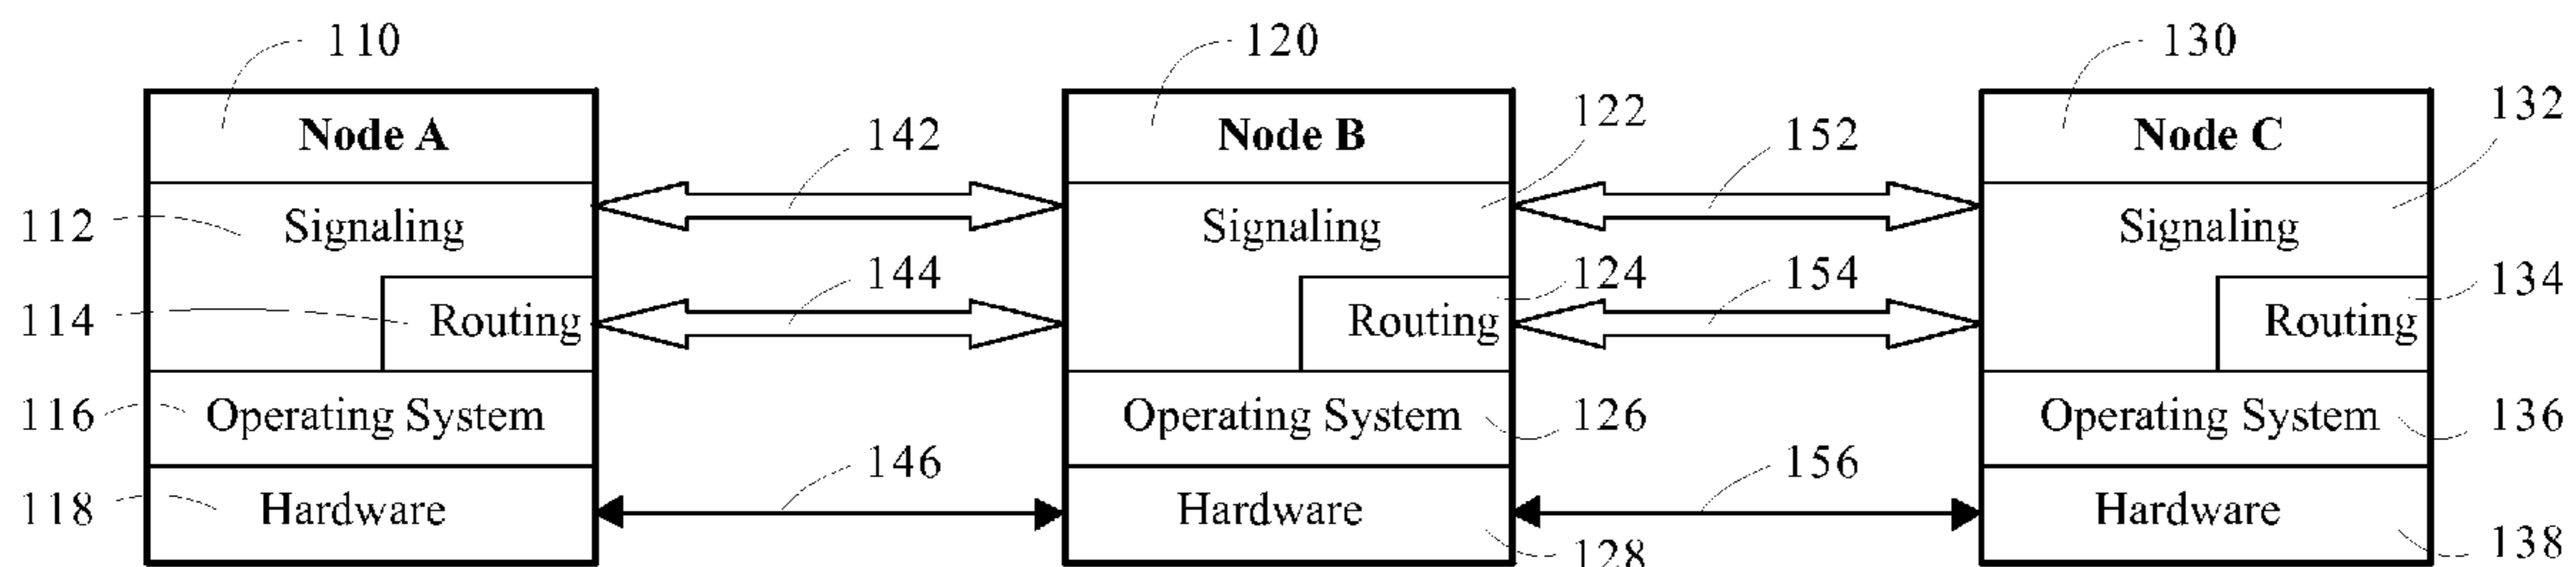 110 120 130
Node A 142 Node B 122 152 Node C 132
112 Signaling Signaling Signaling
144 124 154 134
114 Routing Routing Routing
116 Operating System Operating System 126 Operating System 136
146 156
118 Hardware Hardware 128 Hardware 138